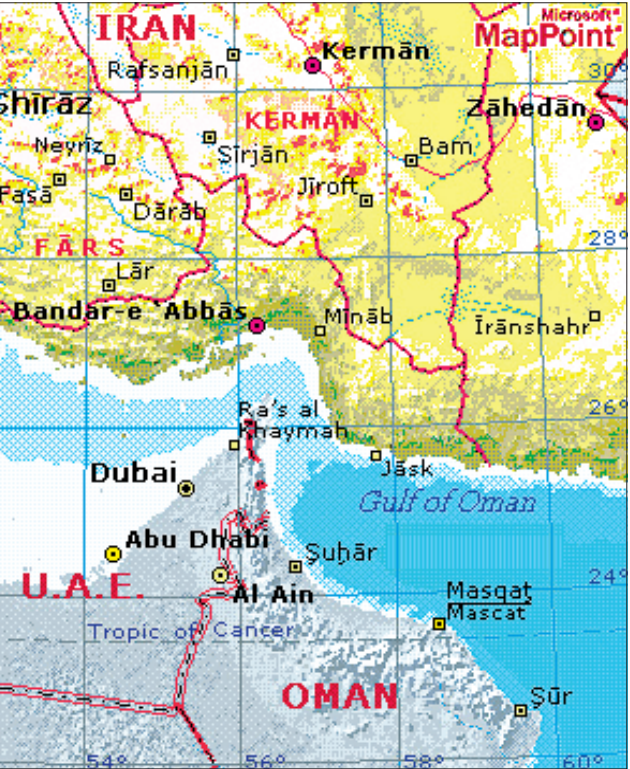 IRAN
Microsoft®
MapPoint®
Kermān
Rafsanjān
30°
Shīrāz
Zāhedān
KERMĀN
Neyrīz
Sīrjān
Bam
Fasā
Jīroft
Dārāb
FĀRS
28°
Lār
Bandar-e 'Abbās
Mīnāb
Īrānshahr
Ra's al
Khaymah
26°
Dubai
Jāsk
Gulf of Oman
Abu Dhabi
Şuḩār
U.A.E.
24°
Al Ain
Masqaţ
Mascat
Tropic of Cancer
OMAN
Şūr
54°
56°
58°
60°